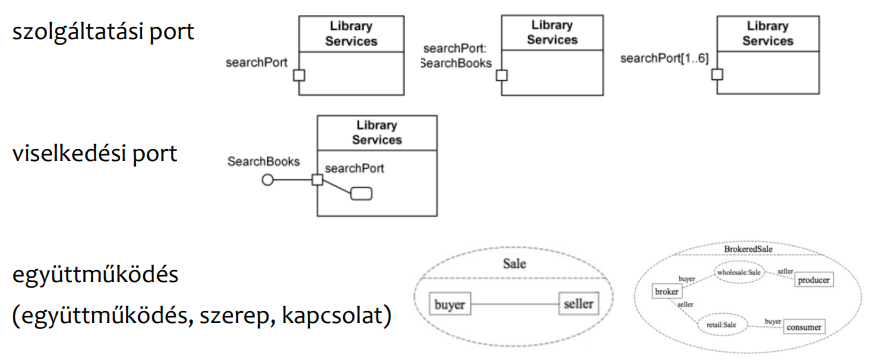 szolgáltatási port
Library
Services
searchPort
Library
Services
searchPort:
SearchBooks
Library
Services
searchPort[1..6]
viselkedési port
Library
Services
SearchBooks
searchPort
együttműködés
(együttműködés, szerep, kapcsolat)
Sale
buyer
seller
BrokeredSale
buyer
wholesale:Sale
seller
producer
broker
seller
retail:Sale
buyer
consumer